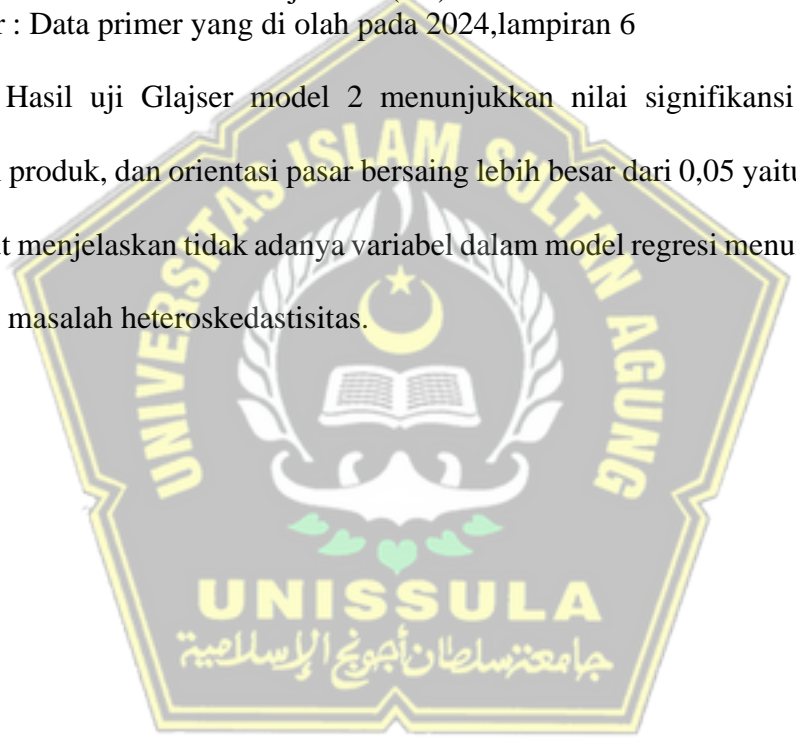 : Data primer yang di olah pada 2024,lampiran 6
Hasil uji Glajser model 2 menunjukkan nilai signifikansi
produk, dan orientasi pasar bersaing lebih besar dari 0,05 yaitu
menjelaskan tidak adanya variabel dalam model regresi menu
masalah heteroskedastisitas.
UNIVERSITAS ISLAM SULTAN AGUNG
UNISSULA
جامعة سلطان أجونج الإسلامية